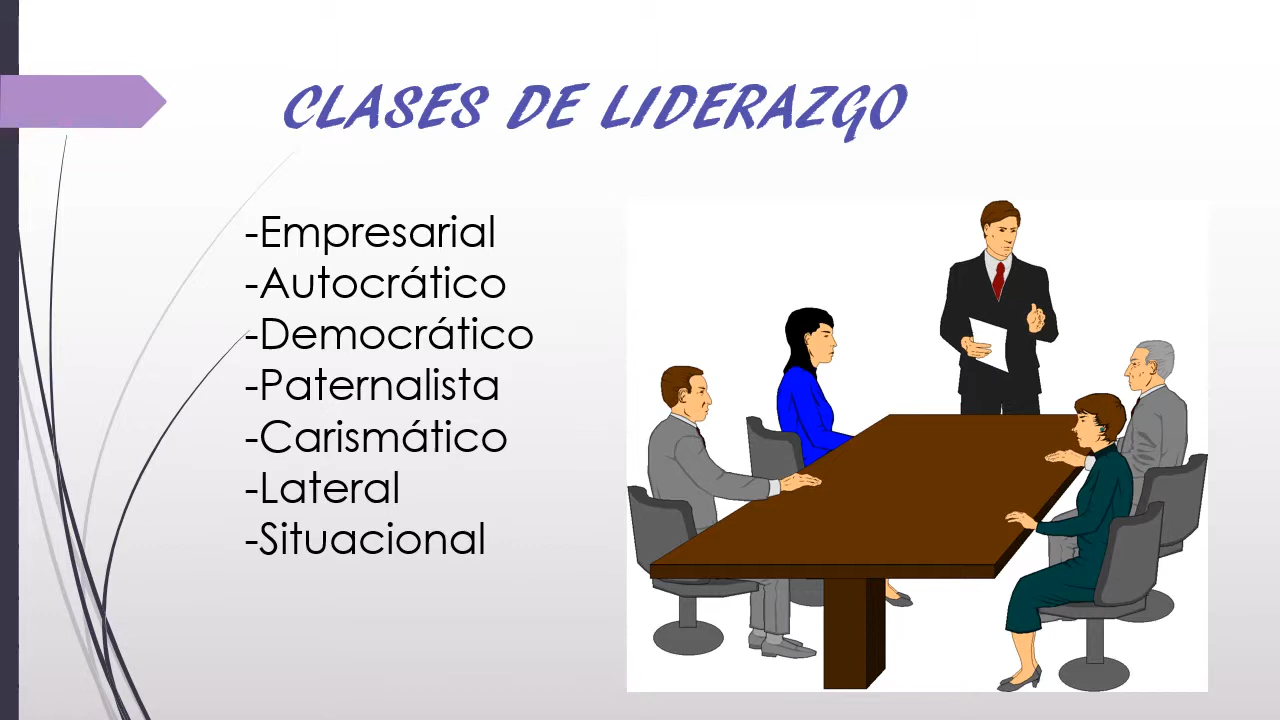 CLASES DE LIDERAZGO
-Empresarial
-Autocrático
-Democrático
-Paternalista
-Carismático
-Lateral
-Situacional